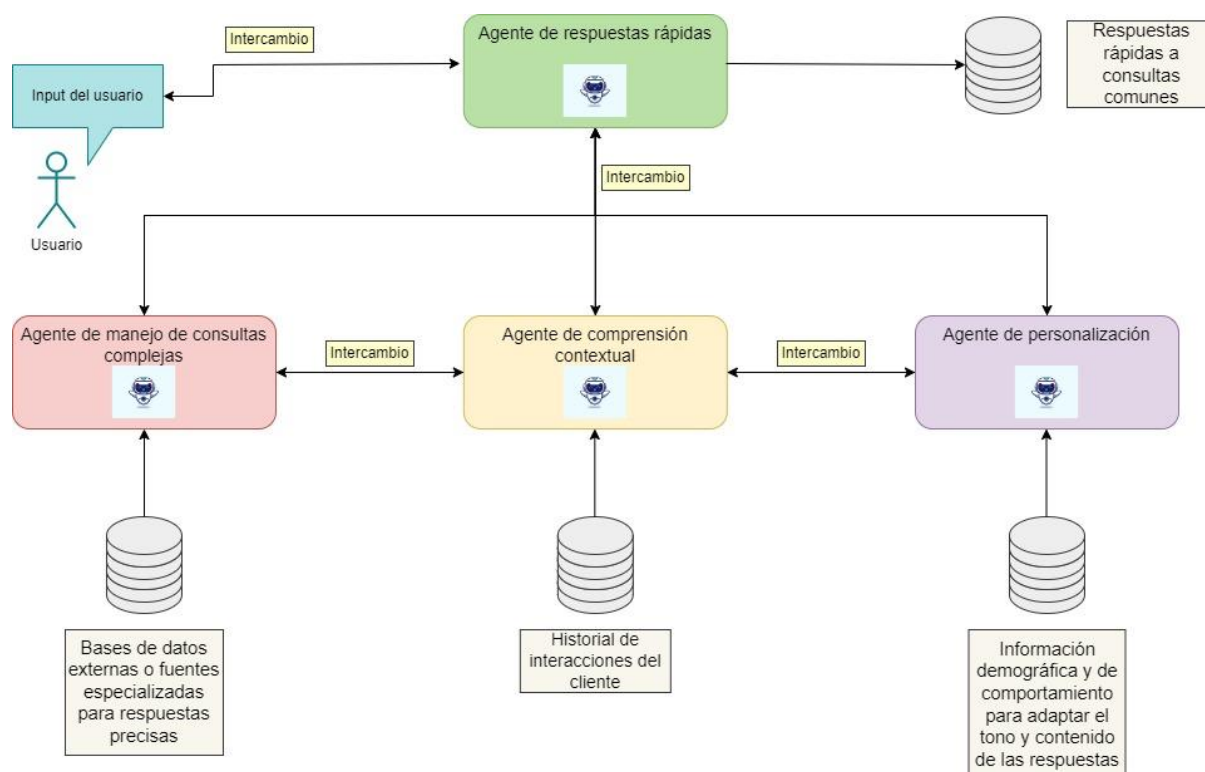 Intercambio
Agente de respuestas rápidas
Respuestas
rápidas a
consultas
comunes
Input del usuario
Intercambio
Usuario
Agente de manejo de consultas
complejas
Intercambio
Agente de comprensión
contextual
Intercambio
Agente de personalización
Bases de datos
externas o fuentes
especializadas
para respuestas
precisas
Historial de
interacciones del
cliente
Información
demográfica y de
comportamiento
para adaptar el
tono y contenido
de las respuestas